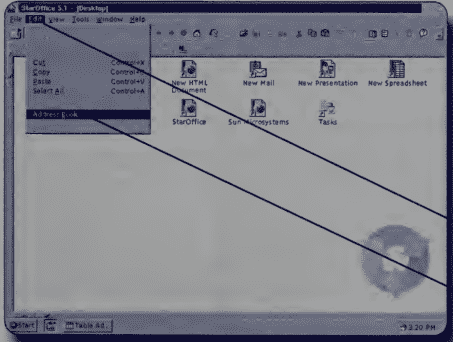 StarOffice 5.1 - [Desktop]
File Edit View Tools Window Help
Cut Control+X
Copy Control+C
Paste Control+V
Select All Control+A
Address Book
New HTML Document New Mail New Presentation New Spreadsheet
StarOffice Sun Microsystems Tasks
Start Table Ad... 3:20 PM